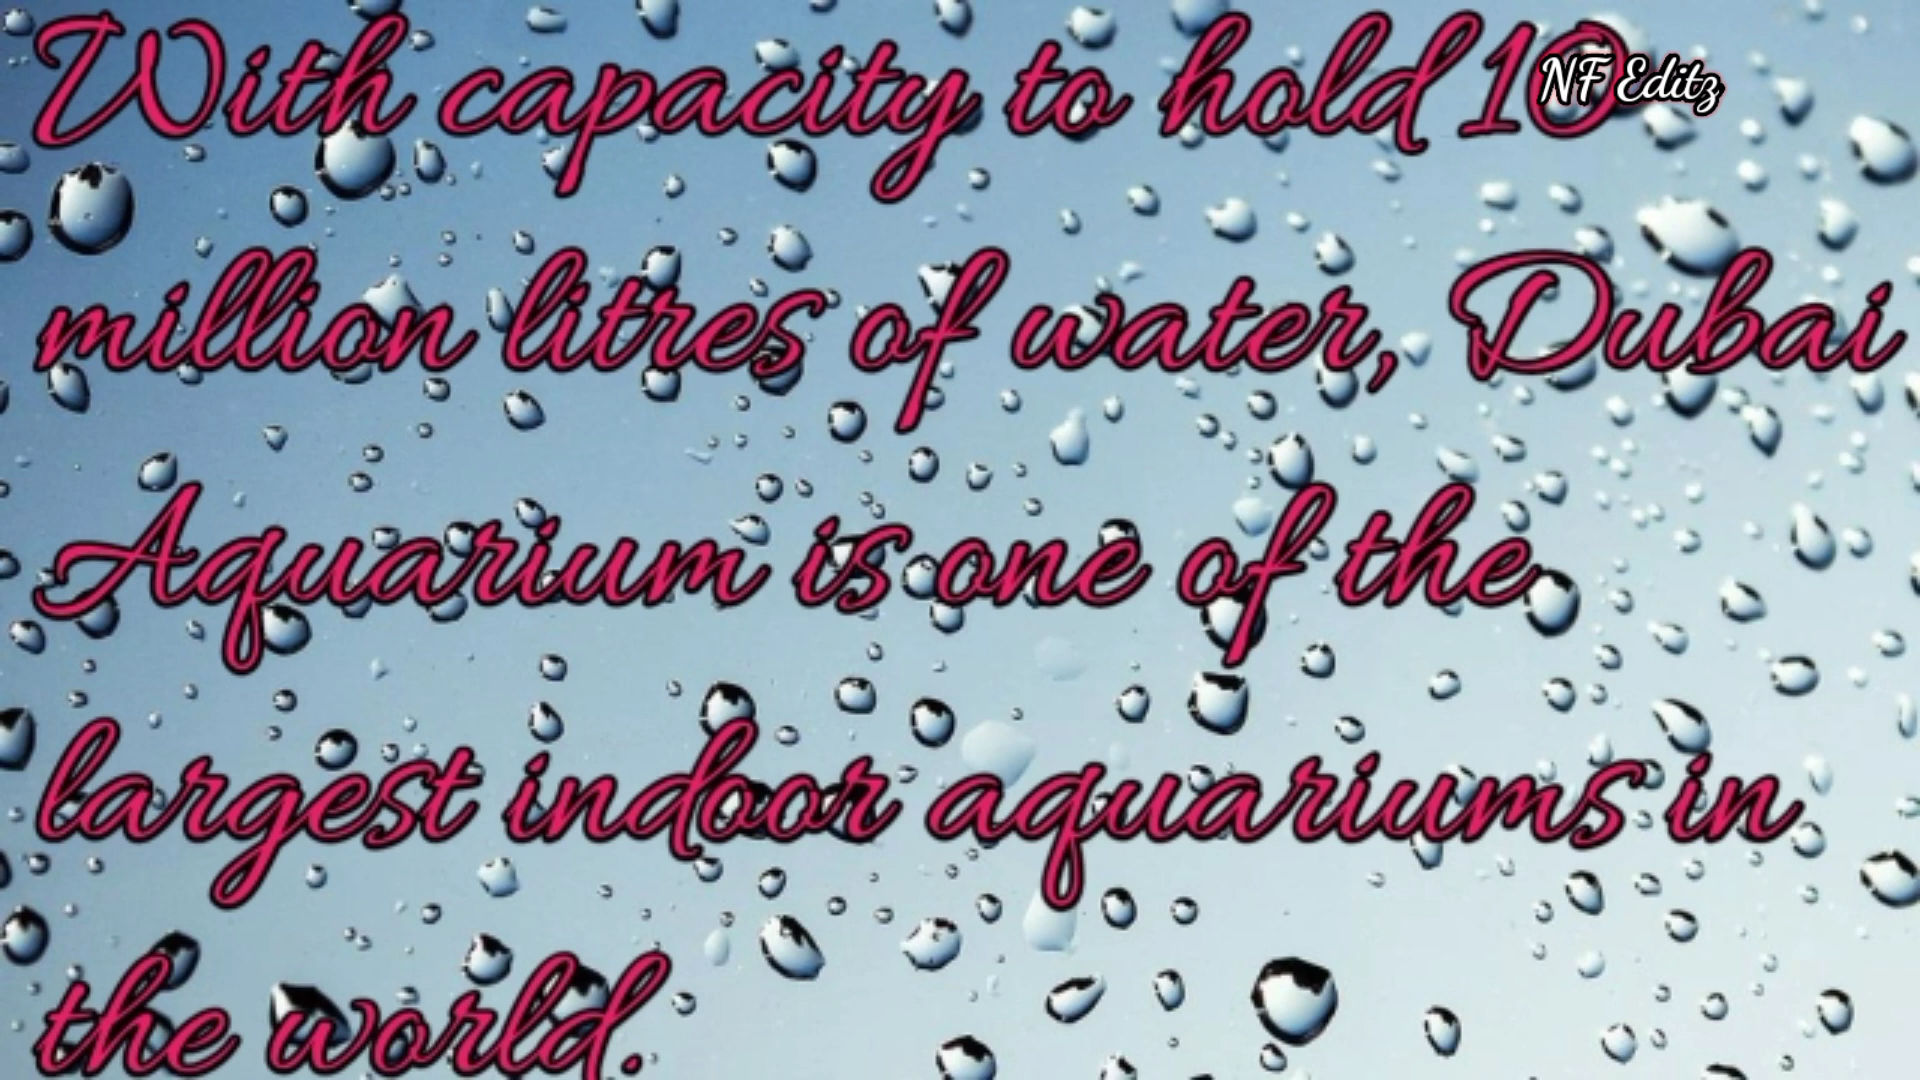 With capacity to hold 10
NF Editz
million litres of water, Dubai
Aquarium is one of the
largest indoor aquariums in
the world.